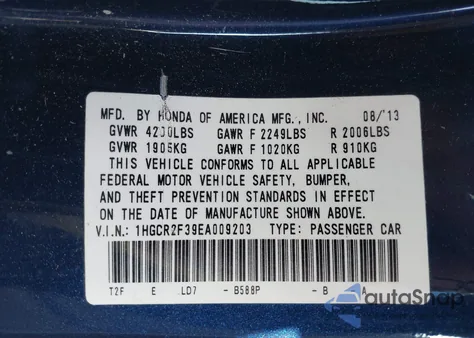 MFD. BY HONDA OF AMERICA MFG., INC. 08/'13
GVWR 4200LBS GAWR F 2249LBS R 2006LBS
GVWR 1905KG GAWR F 1020KG R 910KG
THIS VEHICLE CONFORMS TO ALL APPLICABLE
FEDERAL MOTOR VEHICLE SAFETY, BUMPER,
AND THEFT PREVENTION STANDARDS IN EFFECT
ON THE DATE OF MANUFACTURE SHOWN ABOVE.
V.I.N.: 1HGCR2F39EA009203 TYPE: PASSENGER CAR
T2F E LD7 - B588P - B A
autoSnap